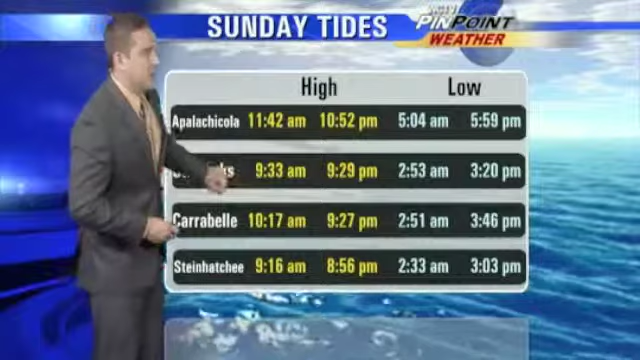 SUNDAY TIDES
WCTV
PINPOINT
WEATHER
High Low
Apalachicola 11:42 am 10:52 pm 5:04 am 5:59 pm
9:33 am 9:29 pm 2:53 am 3:20 pm
Carrabelle 10:17 am 9:27 pm 2:51 am 3:46 pm
Steinhatchee 9:16 am 8:56 pm 2:33 am 3:03 pm